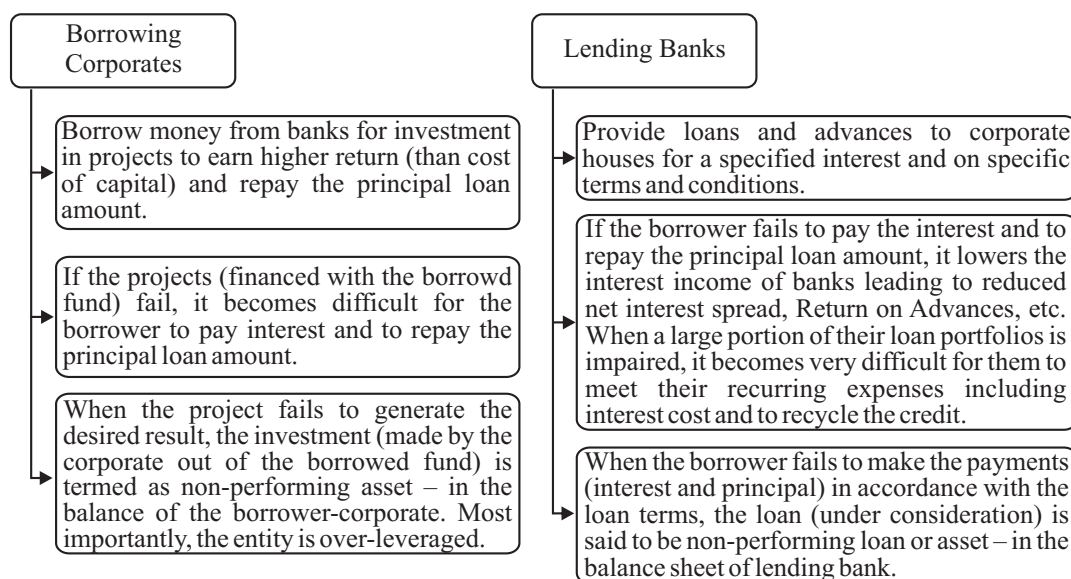 Borrowing
Corporates
Borrow money from banks for investment
in projects to earn higher return (than cost
of capital) and repay the principal loan
amount.
If the projects (financed with the borrowd
fund) fail, it becomes difficult for the
borrower to pay interest and to repay the
principal loan amount.
When the project fails to generate the
desired result, the investment (made by the
corporate out of the borrowed fund) is
termed as non-performing asset – in the
balance of the borrower-corporate. Most
importantly, the entity is over-leveraged.
Lending Banks
Provide loans and advances to corporate
houses for a specified interest and on specific
terms and conditions.
If the borrower fails to pay the interest and to
repay the principal loan amount, it lowers the
interest income of banks leading to reduced
net interest spread, Return on Advances, etc.
When a large portion of their loan portfolios is
impaired, it becomes very difficult for them to
meet their recurring expenses including
interest cost and to recycle the credit.
When the borrower fails to make the payments
(interest and principal) in accordance with the
loan terms, the loan (under consideration) is
said to be non-performing loan or asset – in the
balance sheet of lending bank.